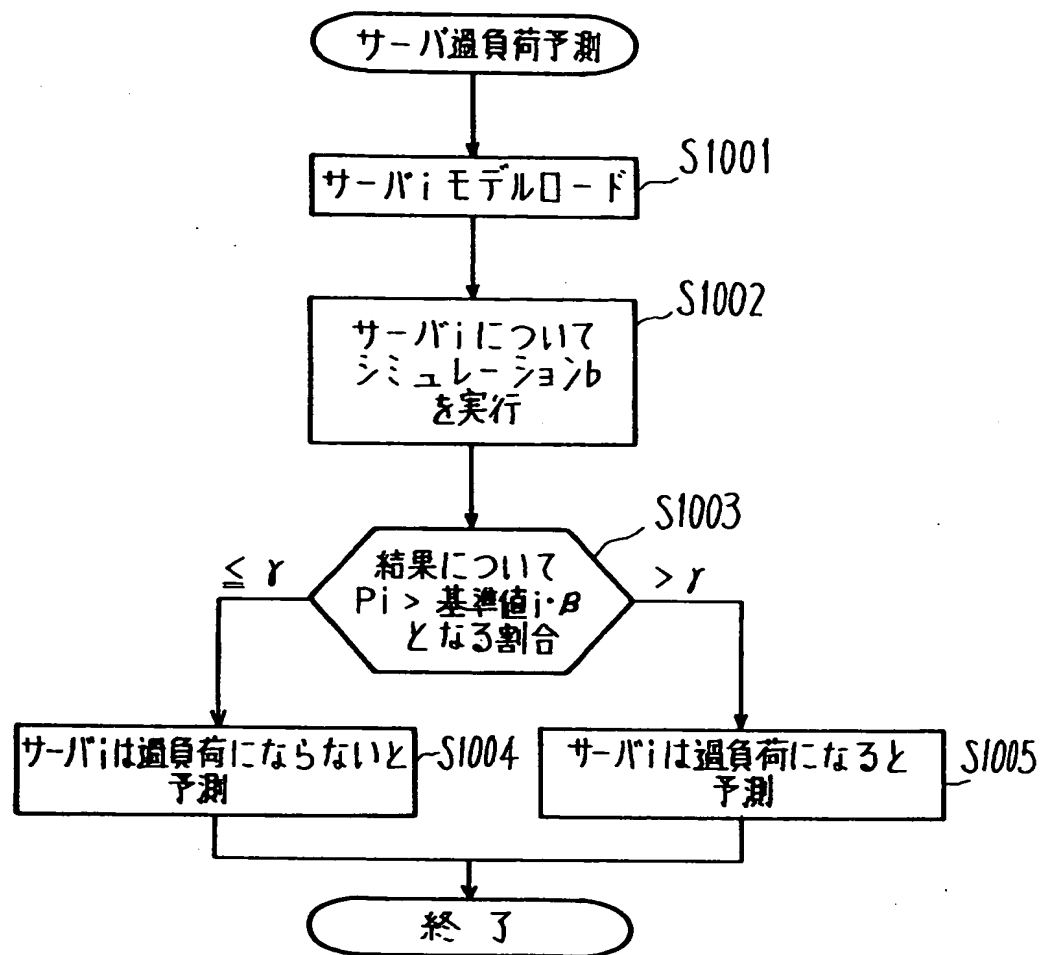 サーバ過負荷予測
サーバi モデルロード
S1001
サーバiについて
シミュレーションb
を実行
S1002
結果について
Pi > 基準値i・β
となる割合
S1003
≦ γ
> γ
サーバiは過負荷にならないと
予測
S1004
サーバiは過負荷になると
予測
S1005
終了